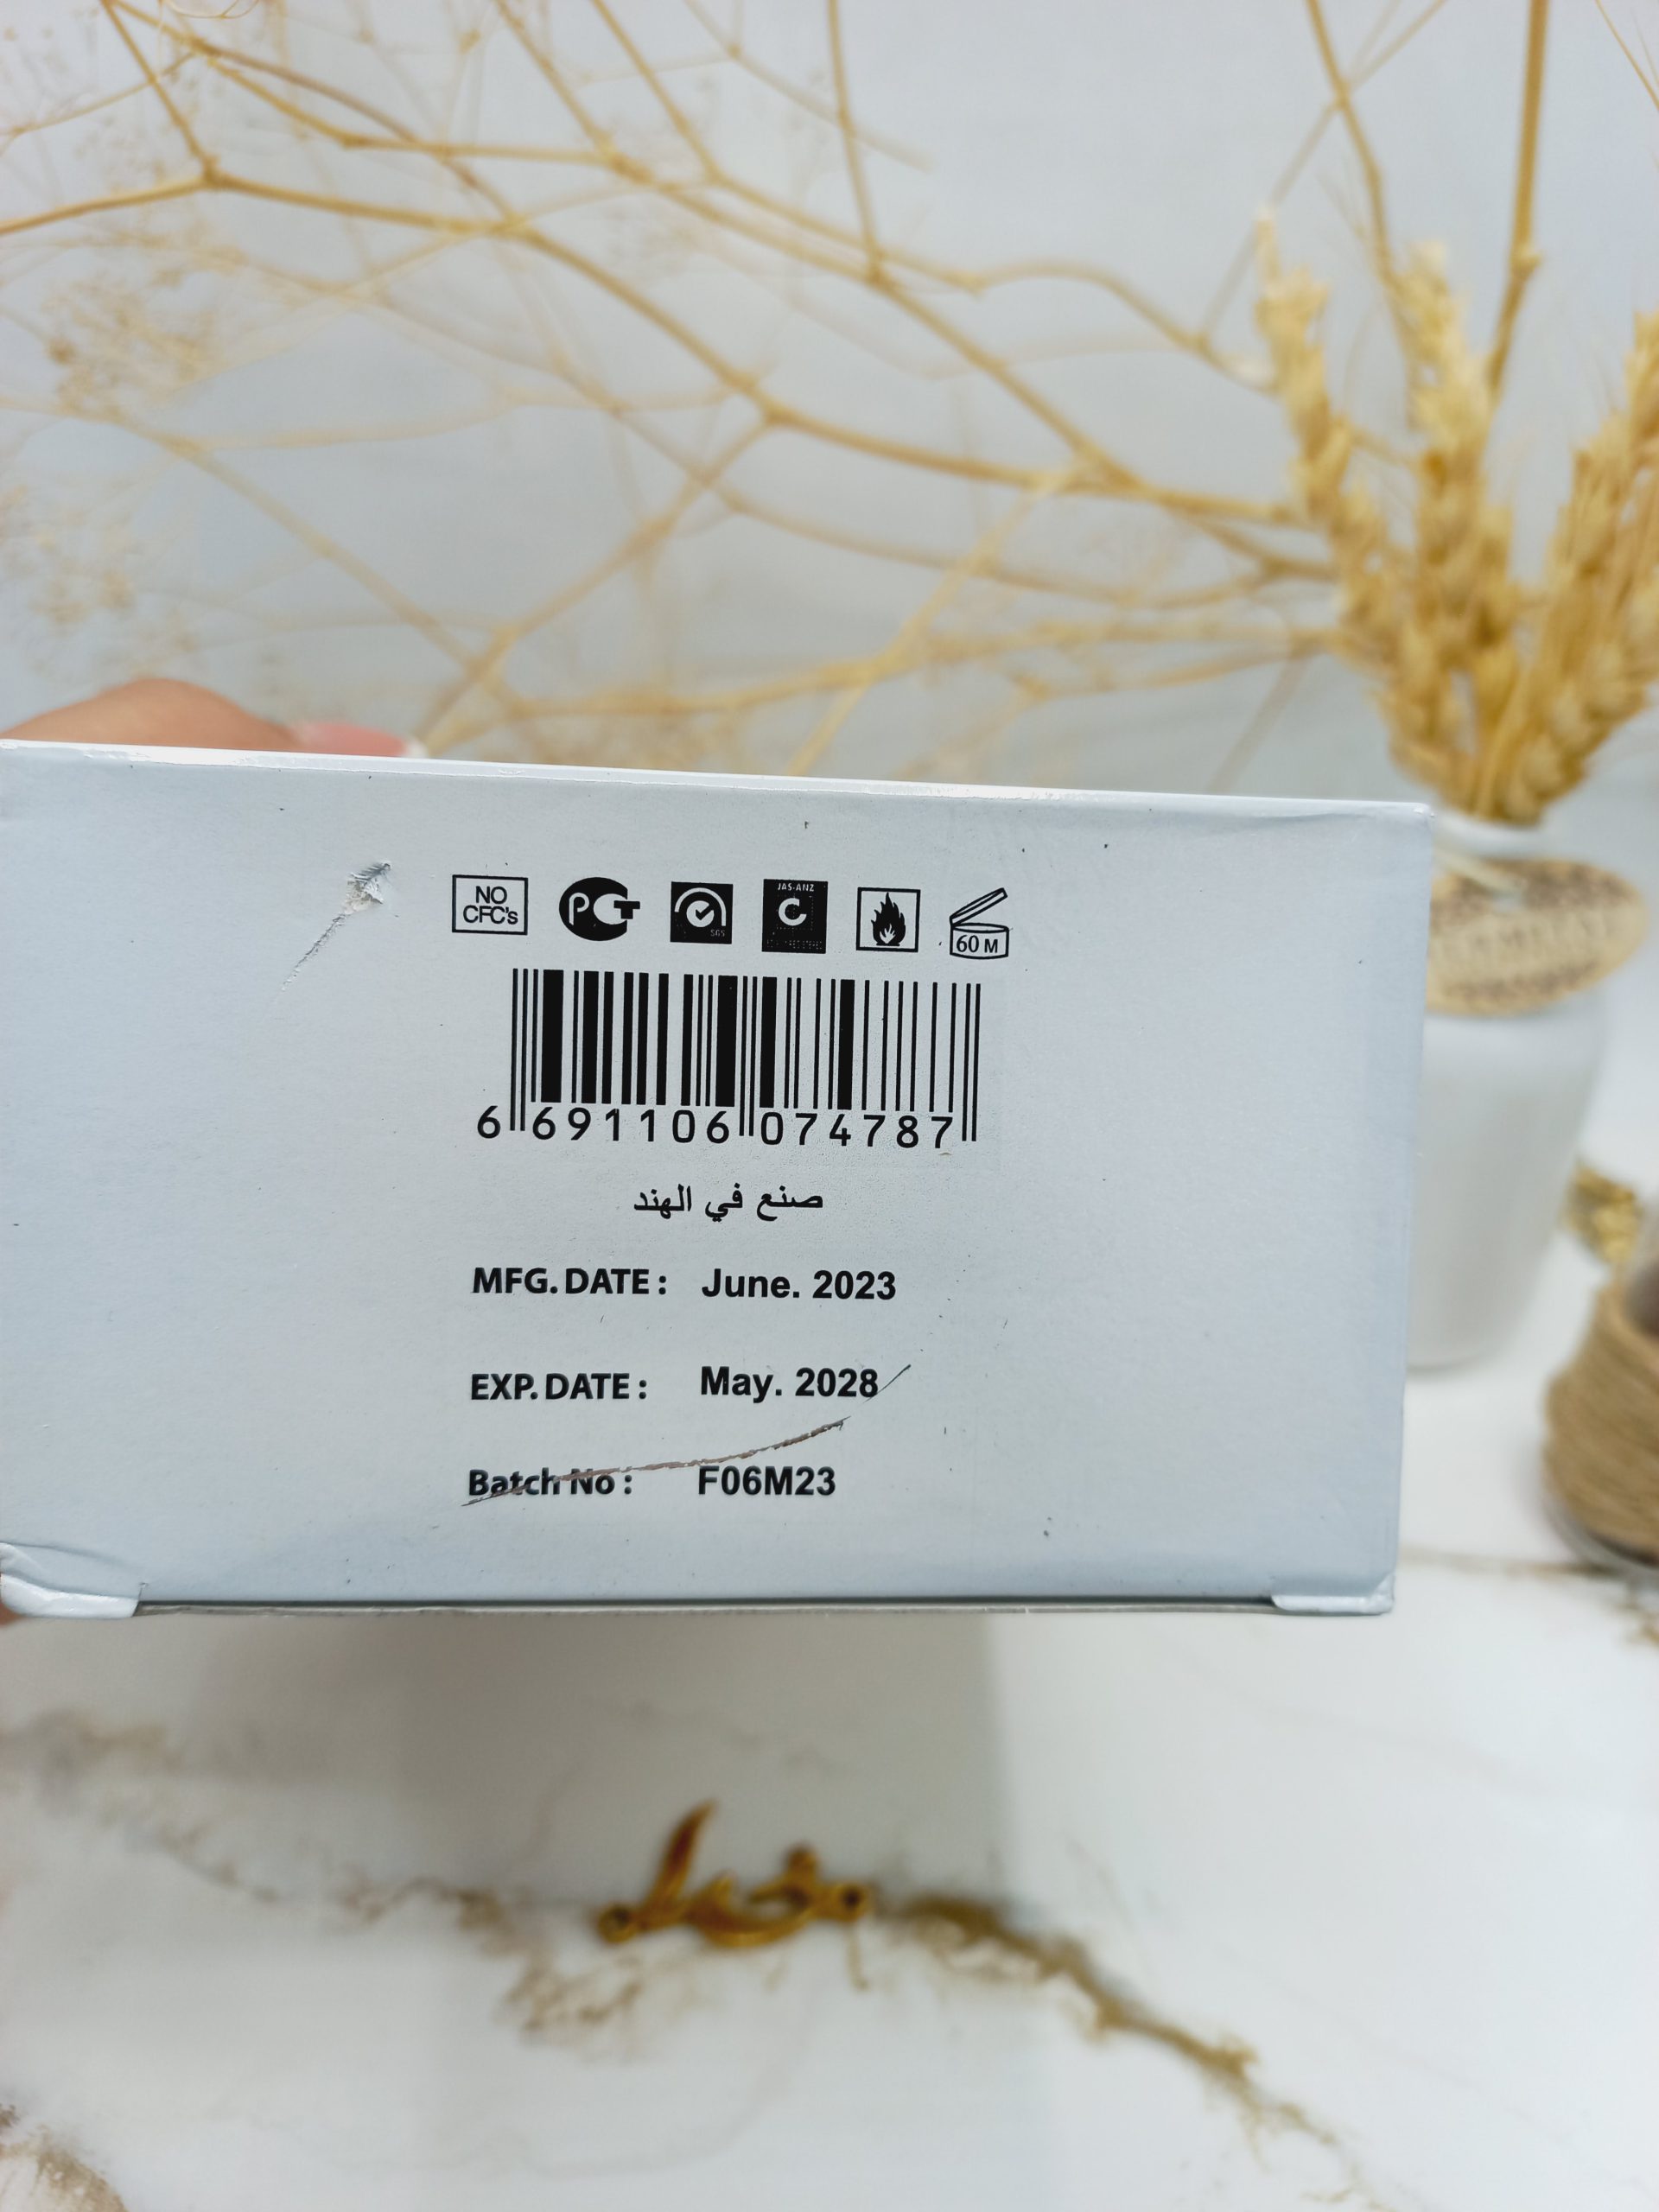 NO
CFC's
PCT
SGS
JAS-ANZ
C
60 M
6 691106 074787
صنع في الهند
MFG. DATE : June. 2023
EXP. DATE : May. 2028
Batch No : F06M23